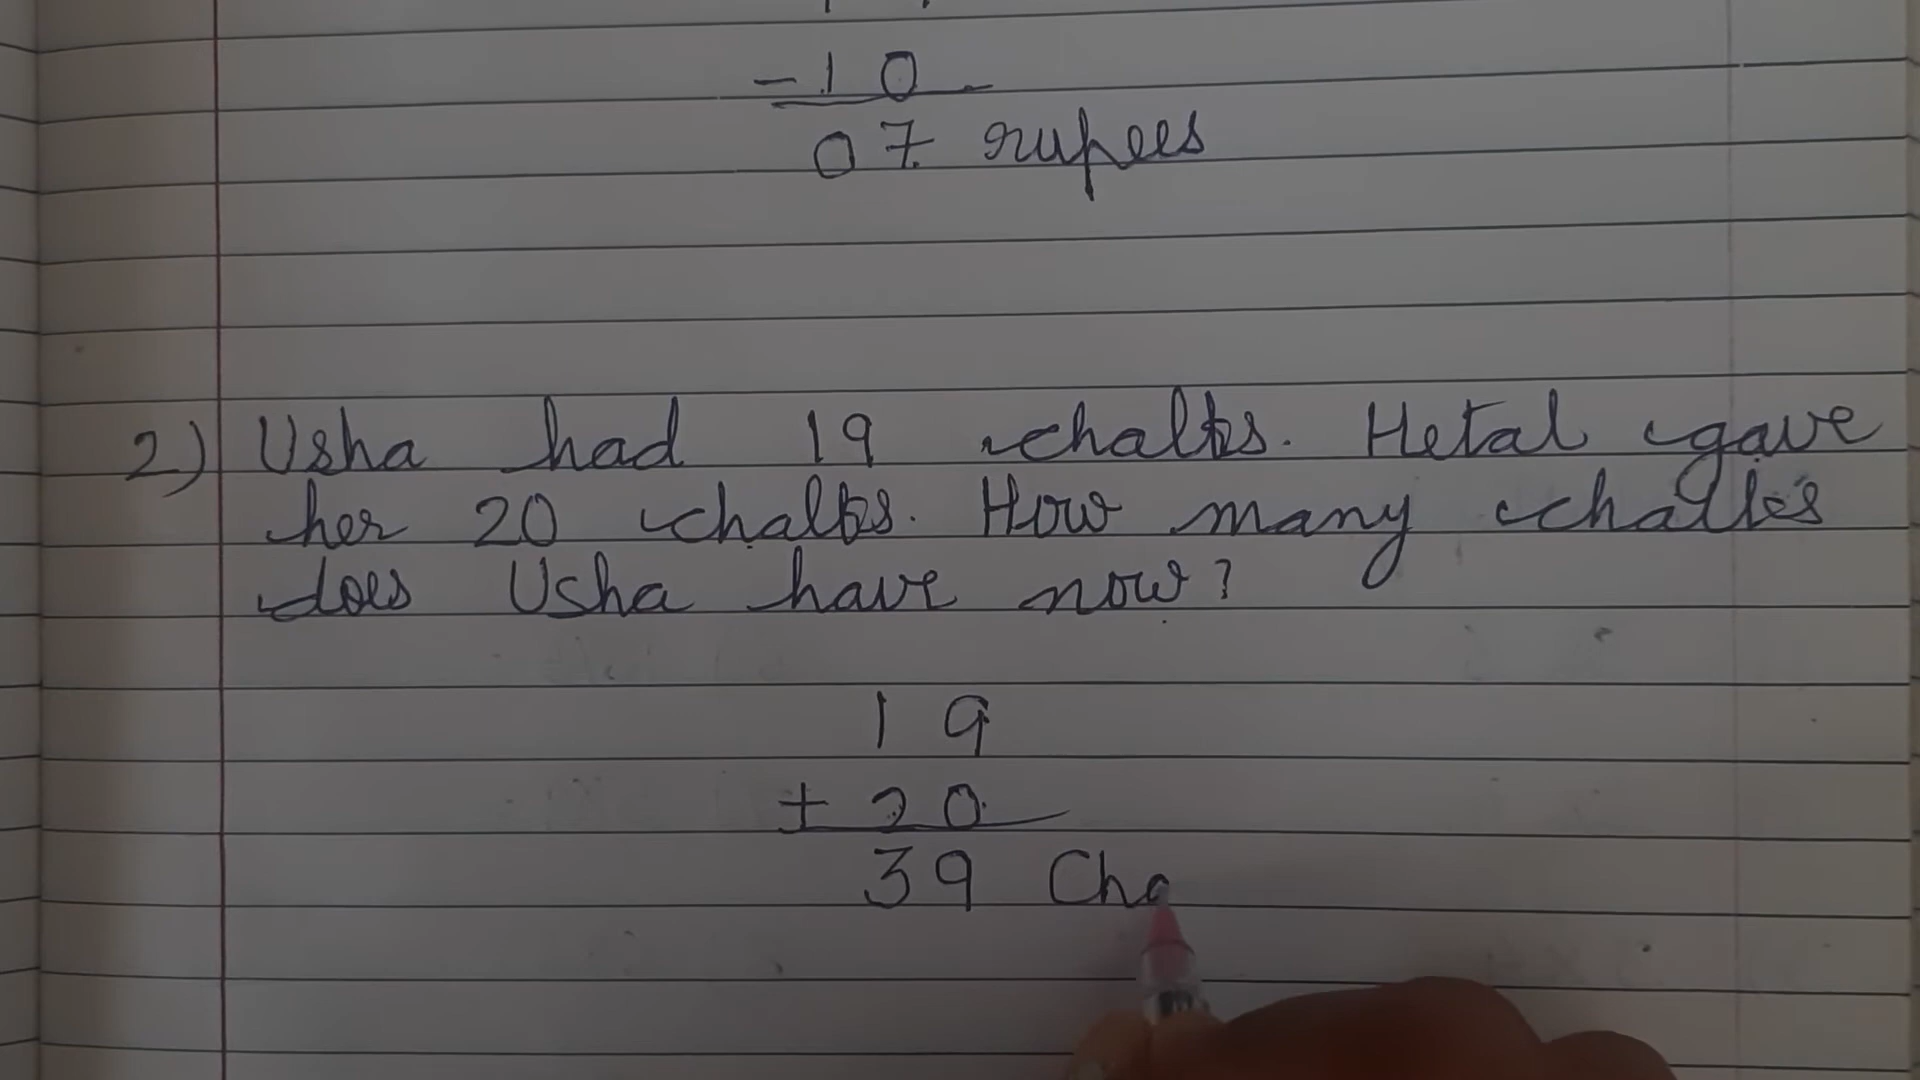 - 10
07 rupees
2) Usha had 19 chalks. Hetal gave
her 20 chalks. How many chalks
does Usha have now?
19
+ 20
39 Cha